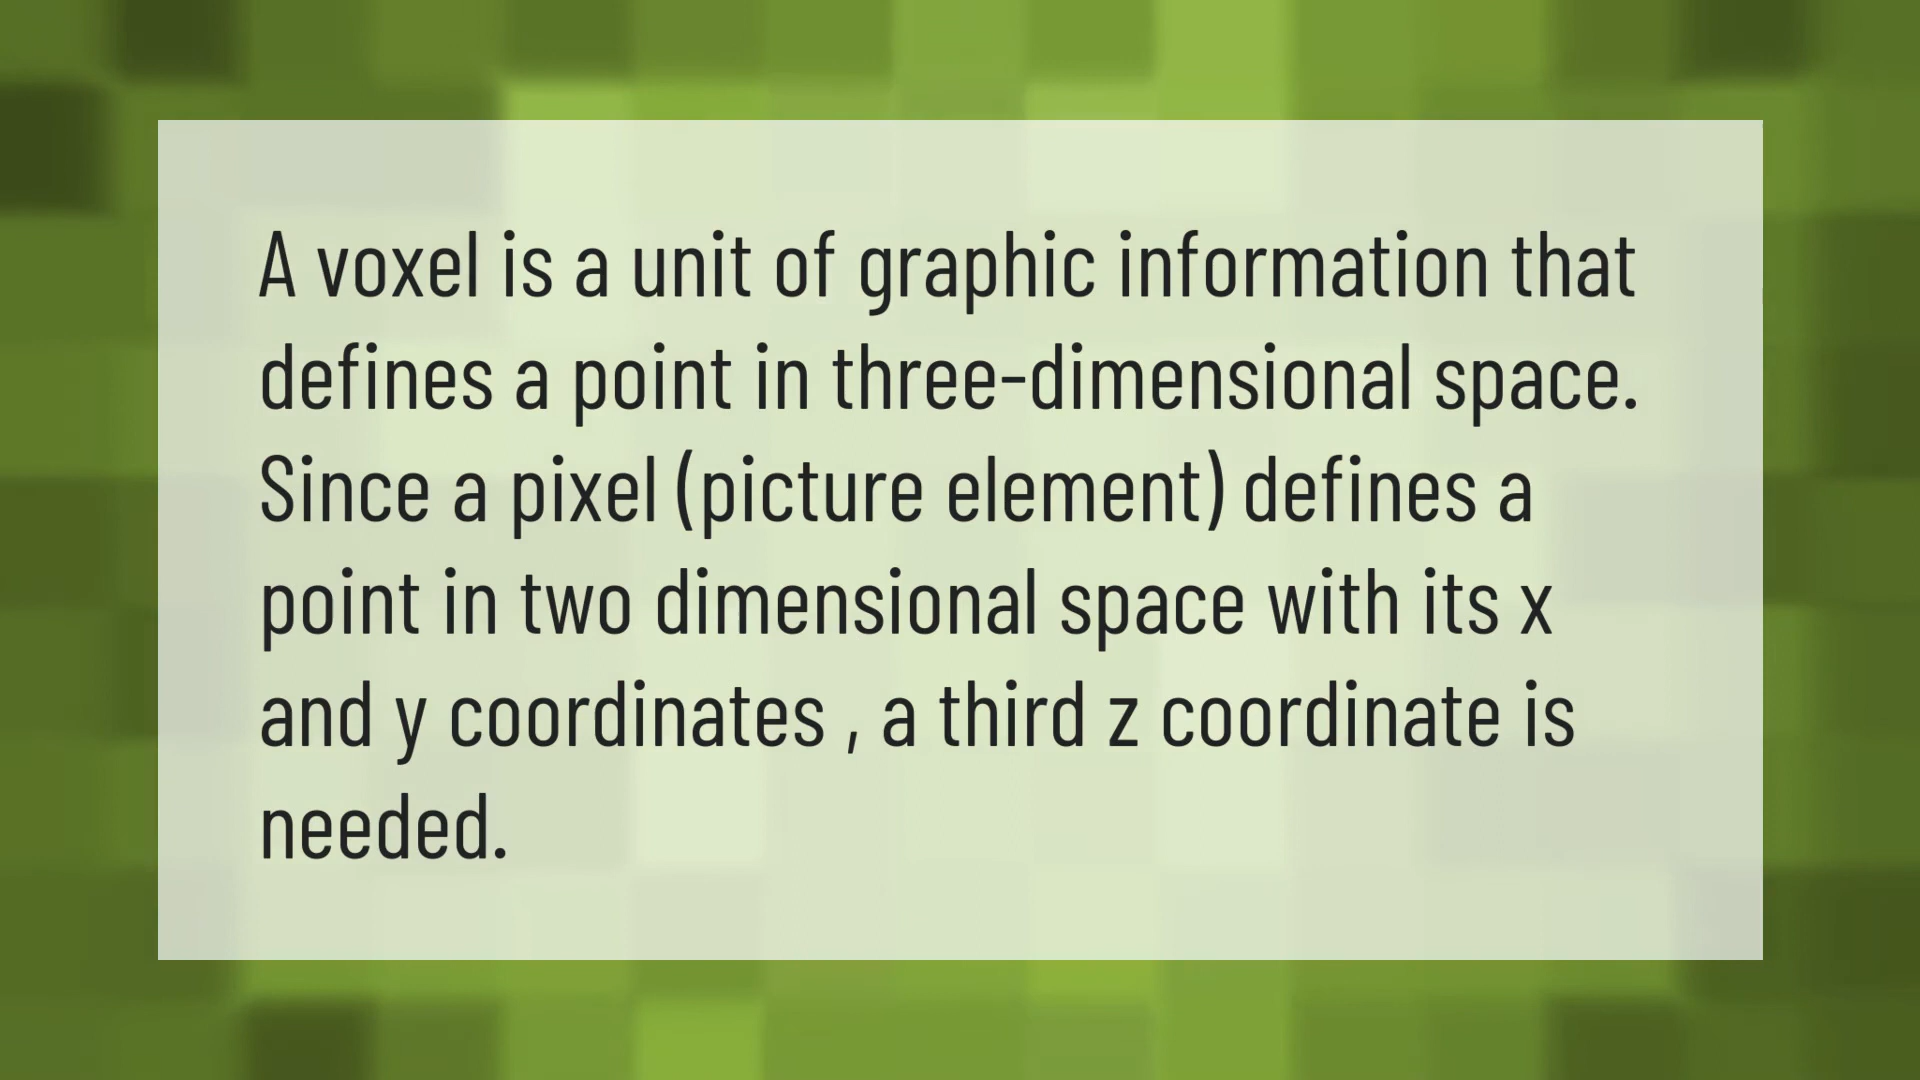 A voxel is a unit of graphic information that
defines a point in three-dimensional space.
Since a pixel (picture element) defines a
point in two dimensional space with its x
and y coordinates , a third z coordinate is
needed.